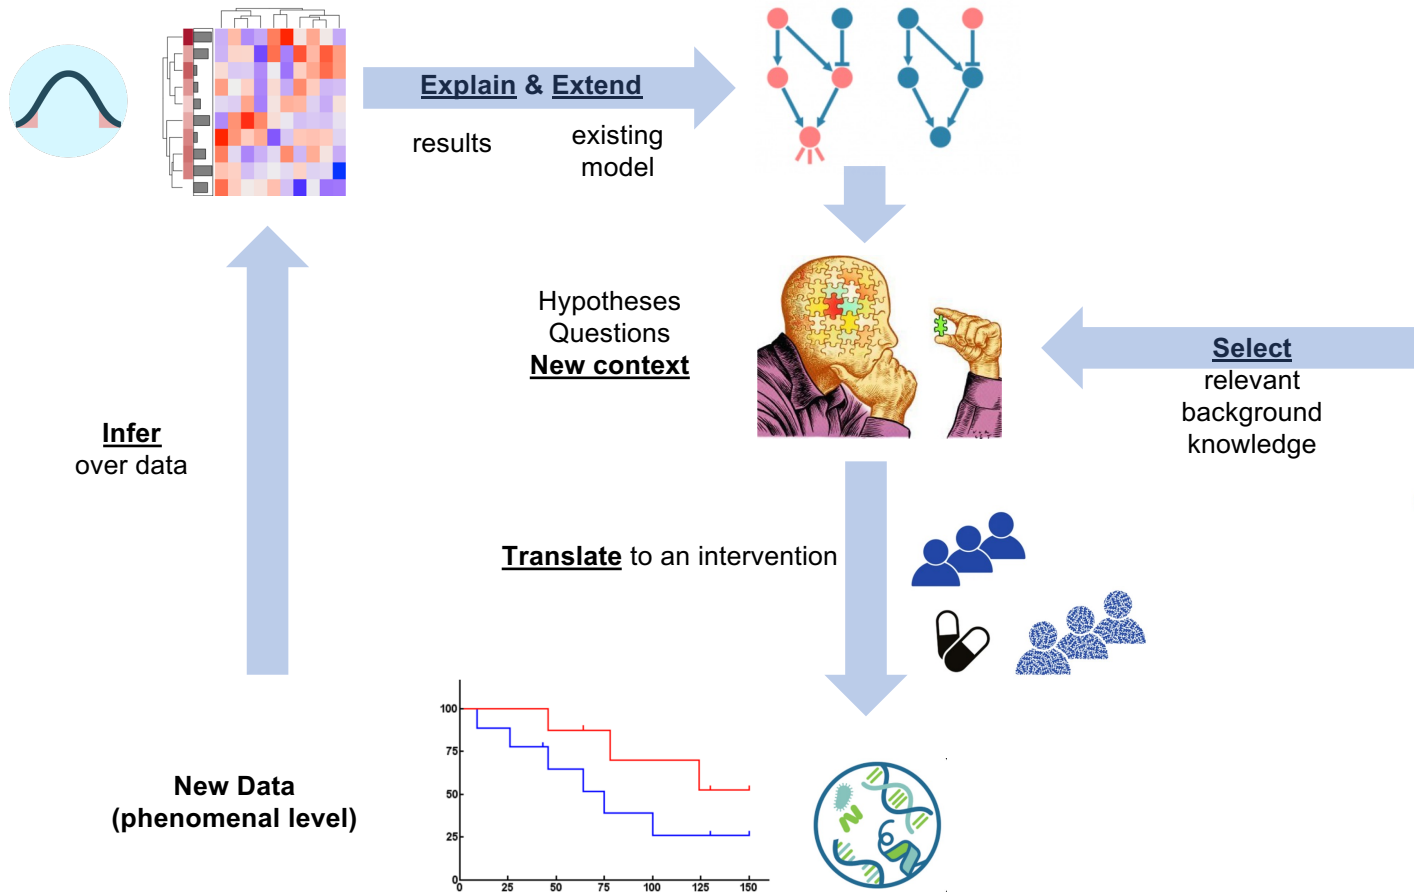 Explain & Extend
results
existing
model
Hypotheses
Questions
New context
Select
relevant
background
knowledge
Infer
over data
Translate to an intervention
New Data
(phenomenal level)
100
75
50
25
0
0 25 50 75 100 125 150